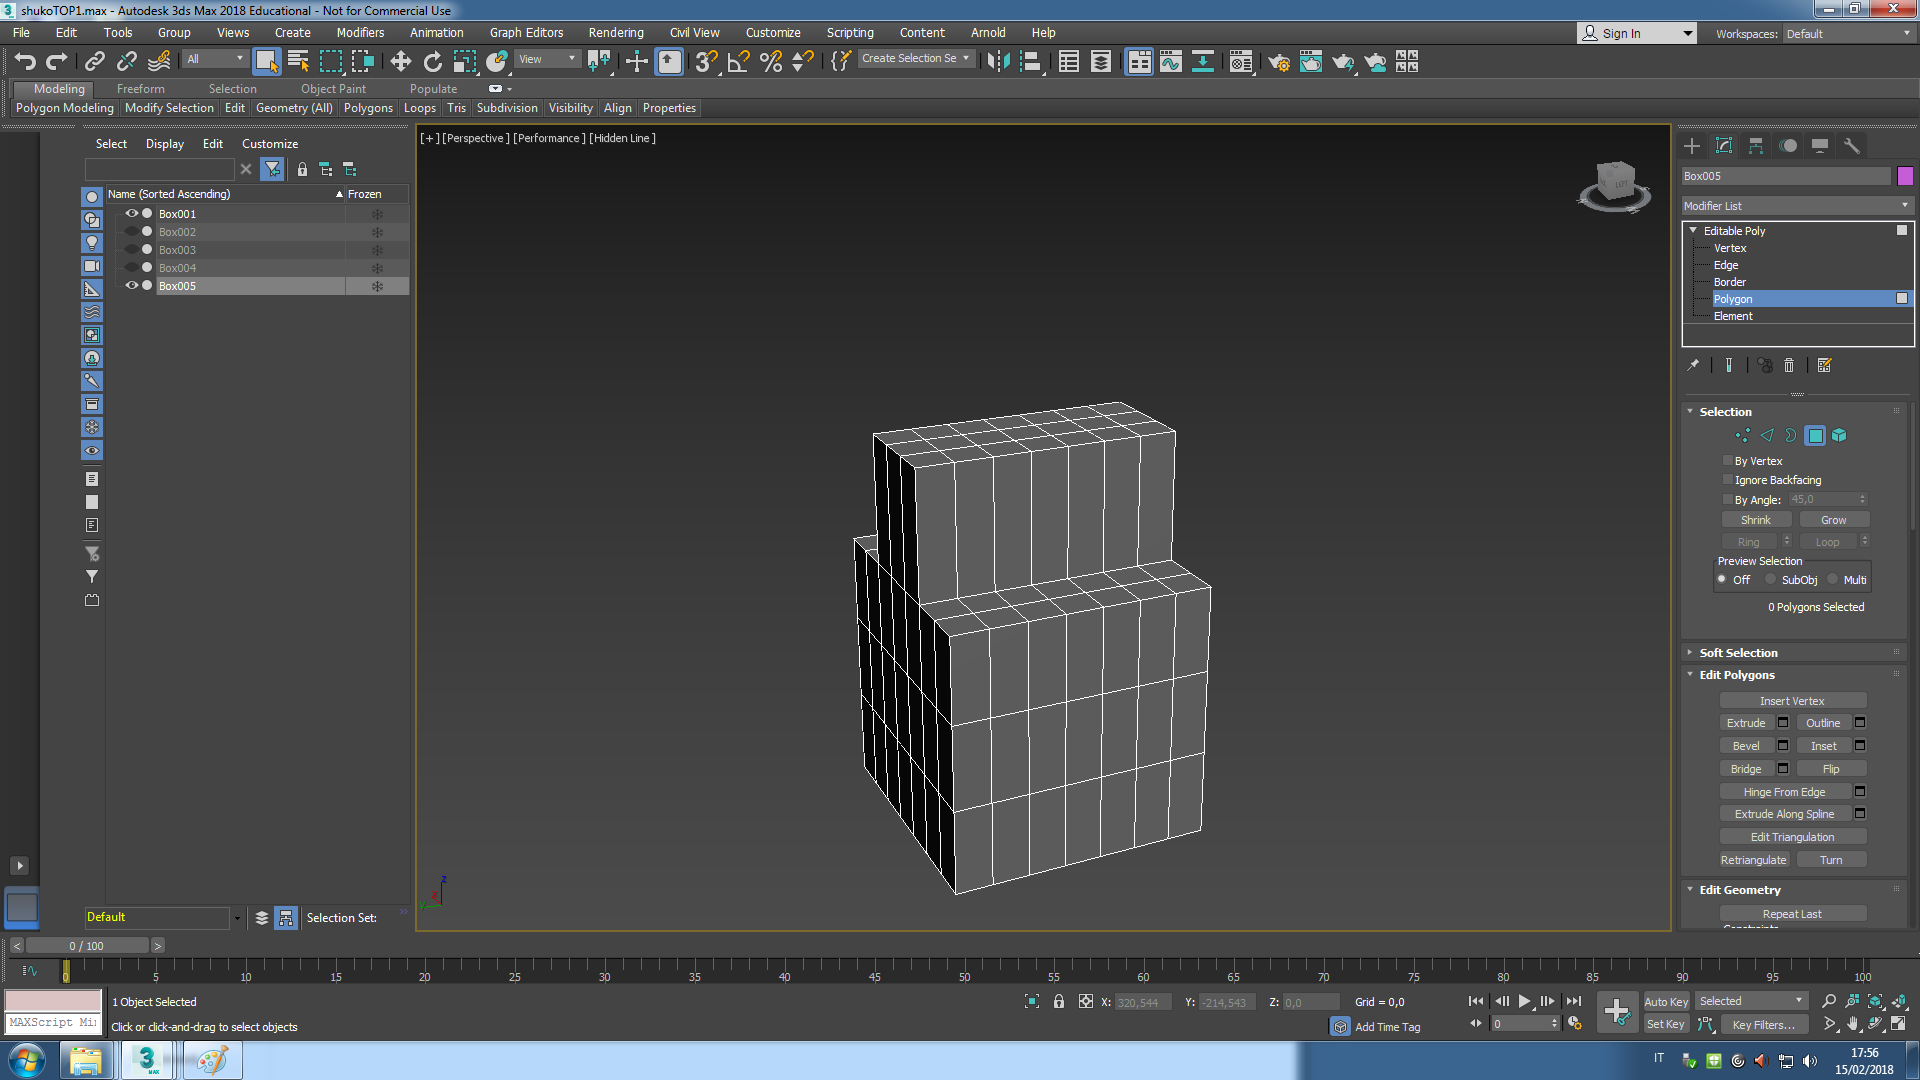 shukoTOP1.max - Autodesk 3ds Max 2018 Educational - Not for Commercial Use
File Edit Tools Group Views Create Modifiers Animation Graph Editors Rendering Civil View Customize Scripting Content Arnold Help
Sign In
Workspaces: Default
All
View
Create Selection Se
Modeling Freeform Selection Object Paint Populate
Polygon Modeling Modify Selection Edit Geometry (All) Polygons Loops Tris Subdivision Visibility Align Properties
Select Display Edit Customize
Name (Sorted Ascending) Frozen
Box001
Box002
Box003
Box004
Box005
Default
Selection Set:
[+] [Perspective] [Performance] [Hidden Line]
Box005
Modifier List
Editable Poly
Vertex
Edge
Border
Polygon
Element
Selection
By Vertex
Ignore Backfacing
By Angle: 45,0
Shrink Grow
Ring Loop
Preview Selection
Off SubObj Multi
0 Polygons Selected
Soft Selection
Edit Polygons
Insert Vertex
Extrude Outline
Bevel Inset
Bridge Flip
Hinge From Edge
Extrude Along Spline
Edit Triangulation
Retriangulate Turn
Edit Geometry
Repeat Last
z
< 0 / 100 >
0 5 10 15 20 25 30 35 40 45 50 55 60 65 70 75 80 85 90 95 100
1 Object Selected
X: 320,544 Y: -214,543 Z: 0,0 Grid = 0,0
Auto Key Selected
MAXScript Mi
Click or click-and-drag to select objects
Add Time Tag
0
Set Key Key Filters...
3
MAX
IT
17:56
15/02/2018